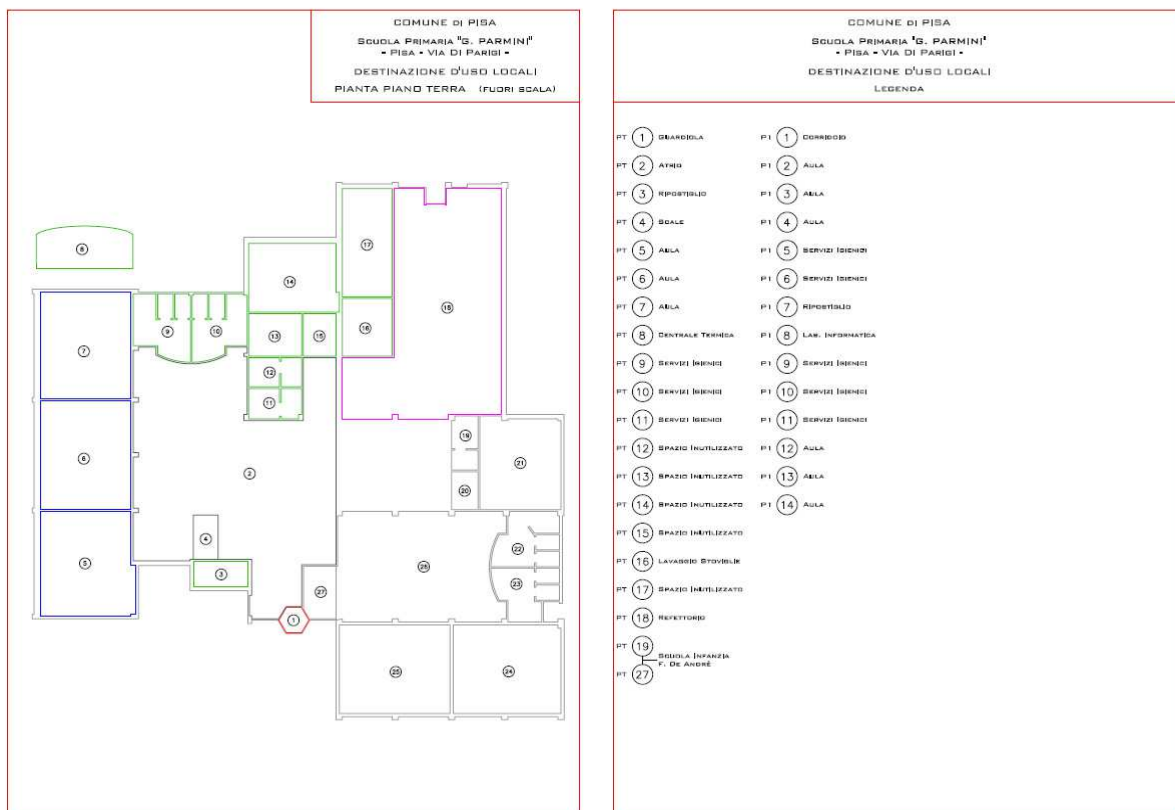 COMUNE DI PISA
SCUOLA PRIMARIA "G. PARMINI"
- PISA - VIA DI PARIGI -
DESTINAZIONE D'USO LOCALI
PIANTA PIANO TERRA (FUORI SCALA)
17
8
14
18
9
10
13
15
16
7
12
11
19
21
6
2
20
4
22
5
3
26
23
27
1
25
24
COMUNE DI PISA
SCUOLA PRIMARIA "G. PARMINI"
- PISA - VIA DI PARIGI -
DESTINAZIONE D'USO LOCALI
LEGENDA
PT 1 GUARDIOLA
PT 2 ATRIO
PT 3 RIPOSTIGLIO
PT 4 SCALE
PT 5 AULA
PT 6 AULA
PT 7 AULA
PT 8 CENTRALE TERMICA
PT 9 SERVIZI IGIENICI
PT 10 SERVIZI IGIENICI
PT 11 SERVIZI IGIENICI
PT 12 SPAZIO INUTILIZZATO
PT 13 SPAZIO INUTILIZZATO
PT 14 SPAZIO INUTILIZZATO
PT 15 SPAZIO INUTILIZZATO
PT 16 LAVAGGIO STOVIGLIE
PT 17 SPAZIO INUTILIZZATO
PT 18 REFETTORIO
PT 19
SCUOLA INFANZIA
F. DE ANDRÈ
PT 27
P1 1 CORRIDOIO
P1 2 AULA
P1 3 AULA
P1 4 AULA
P1 5 SERVIZI IGIENICI
P1 6 SERVIZI IGIENICI
P1 7 RIPOSTIGLIO
P1 8 LAB. INFORMATICA
P1 9 SERVIZI IGIENICI
P1 10 SERVIZI IGIENICI
P1 11 SERVIZI IGIENICI
P1 12 AULA
P1 13 AULA
P1 14 AULA